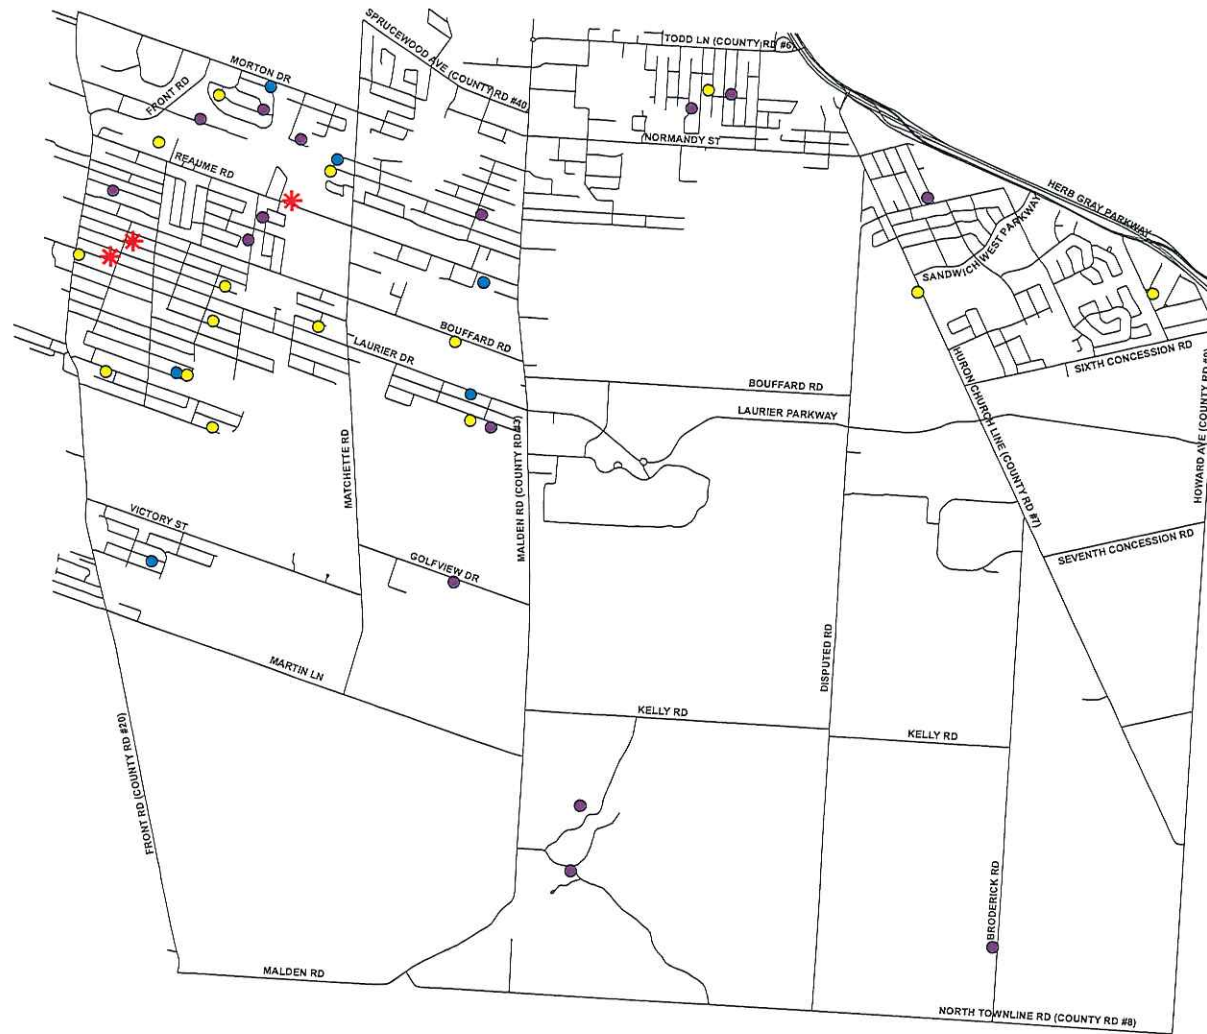 SPRUCEWOOD AVE (COUNTY RD #40
TODD LN (COUNTY RD #6)
MORTON DR
FRONT RD
NORMANDY ST
REAUME RD
HERB GRAY PARKWAY
SANDWICH WEST PARKWAY
BOUFFARD RD
LAURIER DR
HURON CHURCH LINE (COUNTY RD #7)
SIXTH CONCESSION RD
BOUFFARD RD
LAURIER PARKWAY
HOWARD AVE (COUNTY RD #9)
MATCHETTE RD
MALDEN RD (COUNTY RD #3)
VICTORY ST
GOLFVIEW DR
SEVENTH CONCESSION RD
DISPUTED RD
MARTIN LN
KELLY RD
KELLY RD
FRONT RD (COUNTY RD #20)
BRODERICK RD
MALDEN RD
NORTH TOWNLINE RD (COUNTY RD #8)